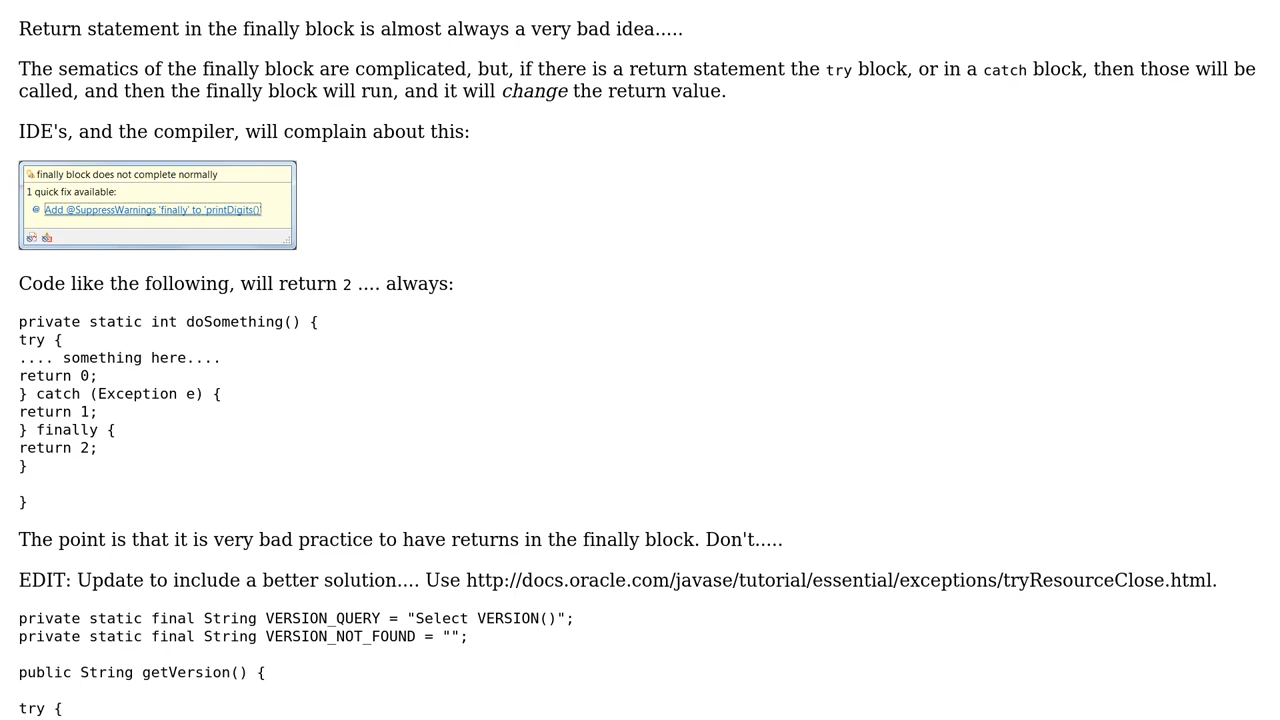 Return statement in the finally block is almost always a very bad idea.....
The sematics of the finally block are complicated, but, if there is a return statement the try block, or in a catch block, then those will be
called, and then the finally block will run, and it will change the return value.
IDE's, and the compiler, will complain about this:
finally block does not complete normally
1 quick fix available:
@ Add @SuppressWarnings 'finally' to 'printDigits()'
Code like the following, will return 2 .... always:
private static int doSomething() {
try {
.... something here....
return 0;
} catch (Exception e) {
return 1;
} finally {
return 2;
}
}
The point is that it is very bad practice to have returns in the finally block. Don't.....
EDIT: Update to include a better solution.... Use http://docs.oracle.com/javase/tutorial/essential/exceptions/tryResourceClose.html.
private static final String VERSION_QUERY = "Select VERSION()";
private static final String VERSION_NOT_FOUND = "";
public String getVersion() {
try {